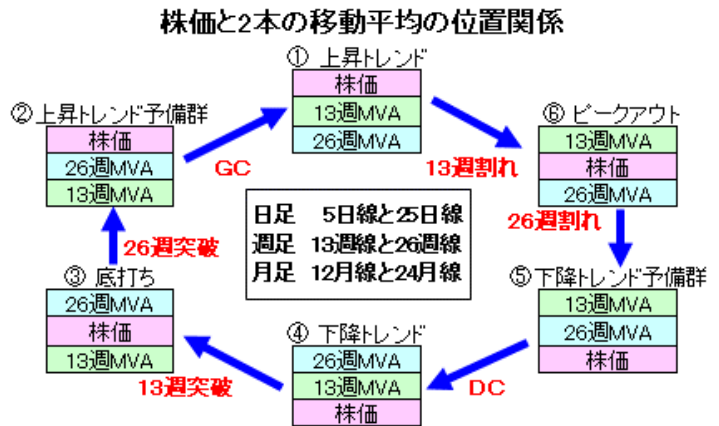 株価と2本の移動平均の位置関係
① 上昇トレンド
株価
13週MVA
26週MVA
② 上昇トレンド予備群
株価
26週MVA
13週MVA
GC
13週割れ
⑥ ピークアウト
13週MVA
株価
26週MVA
26週割れ
日足 5日線と25日線
週足 13週線と26週線
月足 12月線と24月線
26週突破
③ 底打ち
26週MVA
株価
13週MVA
13週突破
④ 下降トレンド
26週MVA
13週MVA
株価
DC
⑤下降トレンド予備群
13週MVA
26週MVA
株価